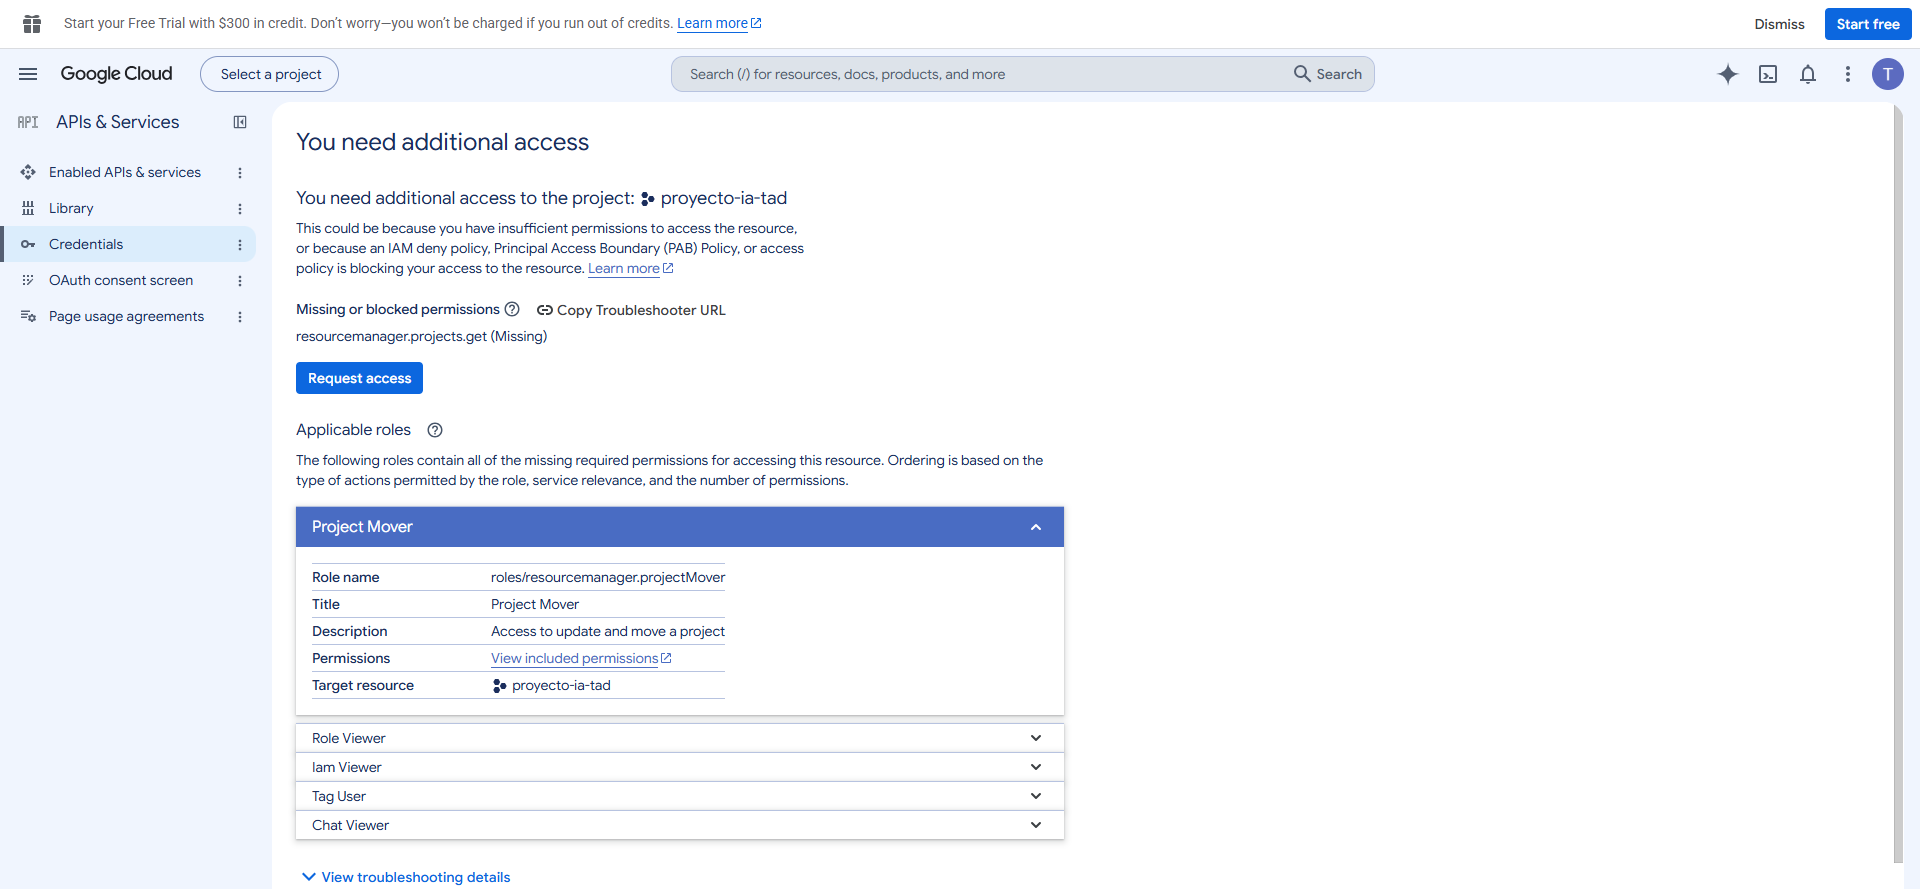 Start your Free Trial with $300 in credit. Don’t worry—you won’t be charged if you run out of credits. Learn more
Dismiss
Start free
Google Cloud
Select a project
Search (/) for resources, docs, products, and more
Search
T
API
APIs & Services
Enabled APIs & services
Library
Credentials
OAuth consent screen
Page usage agreements
You need additional access
You need additional access to the project: proyecto-ia-tad
This could be because you have insufficient permissions to access the resource,
or because an IAM deny policy, Principal Access Boundary (PAB) Policy, or access
policy is blocking your access to the resource. Learn more
Missing or blocked permissions
Copy Troubleshooter URL
resourcemanager.projects.get (Missing)
Request access
Applicable roles
The following roles contain all of the missing required permissions for accessing this resource. Ordering is based on the
type of actions permitted by the role, service relevance, and the number of permissions.
Project Mover
Role name roles/resourcemanager.projectMover
Title Project Mover
Description Access to update and move a project
Permissions View included permissions
Target resource proyecto-ia-tad
Role Viewer
Iam Viewer
Tag User
Chat Viewer
View troubleshooting details